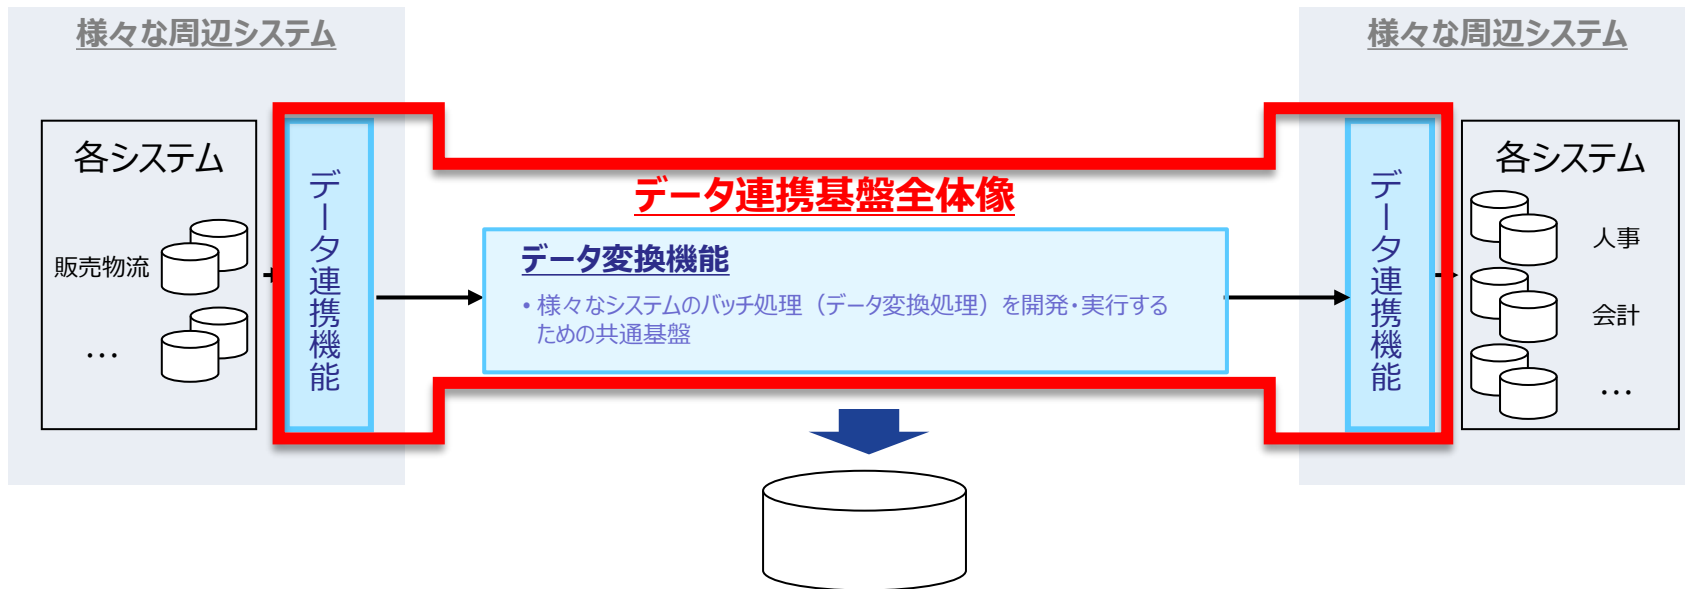 様々な周辺システム
各システム
販売物流
…
データ連携機能
データ連携基盤全体像
データ変換機能
• 様々なシステムのバッチ処理（データ変換処理）を開発・実行する
ための共通基盤
様々な周辺システム
データ連携機能
各システム
人事
会計
…